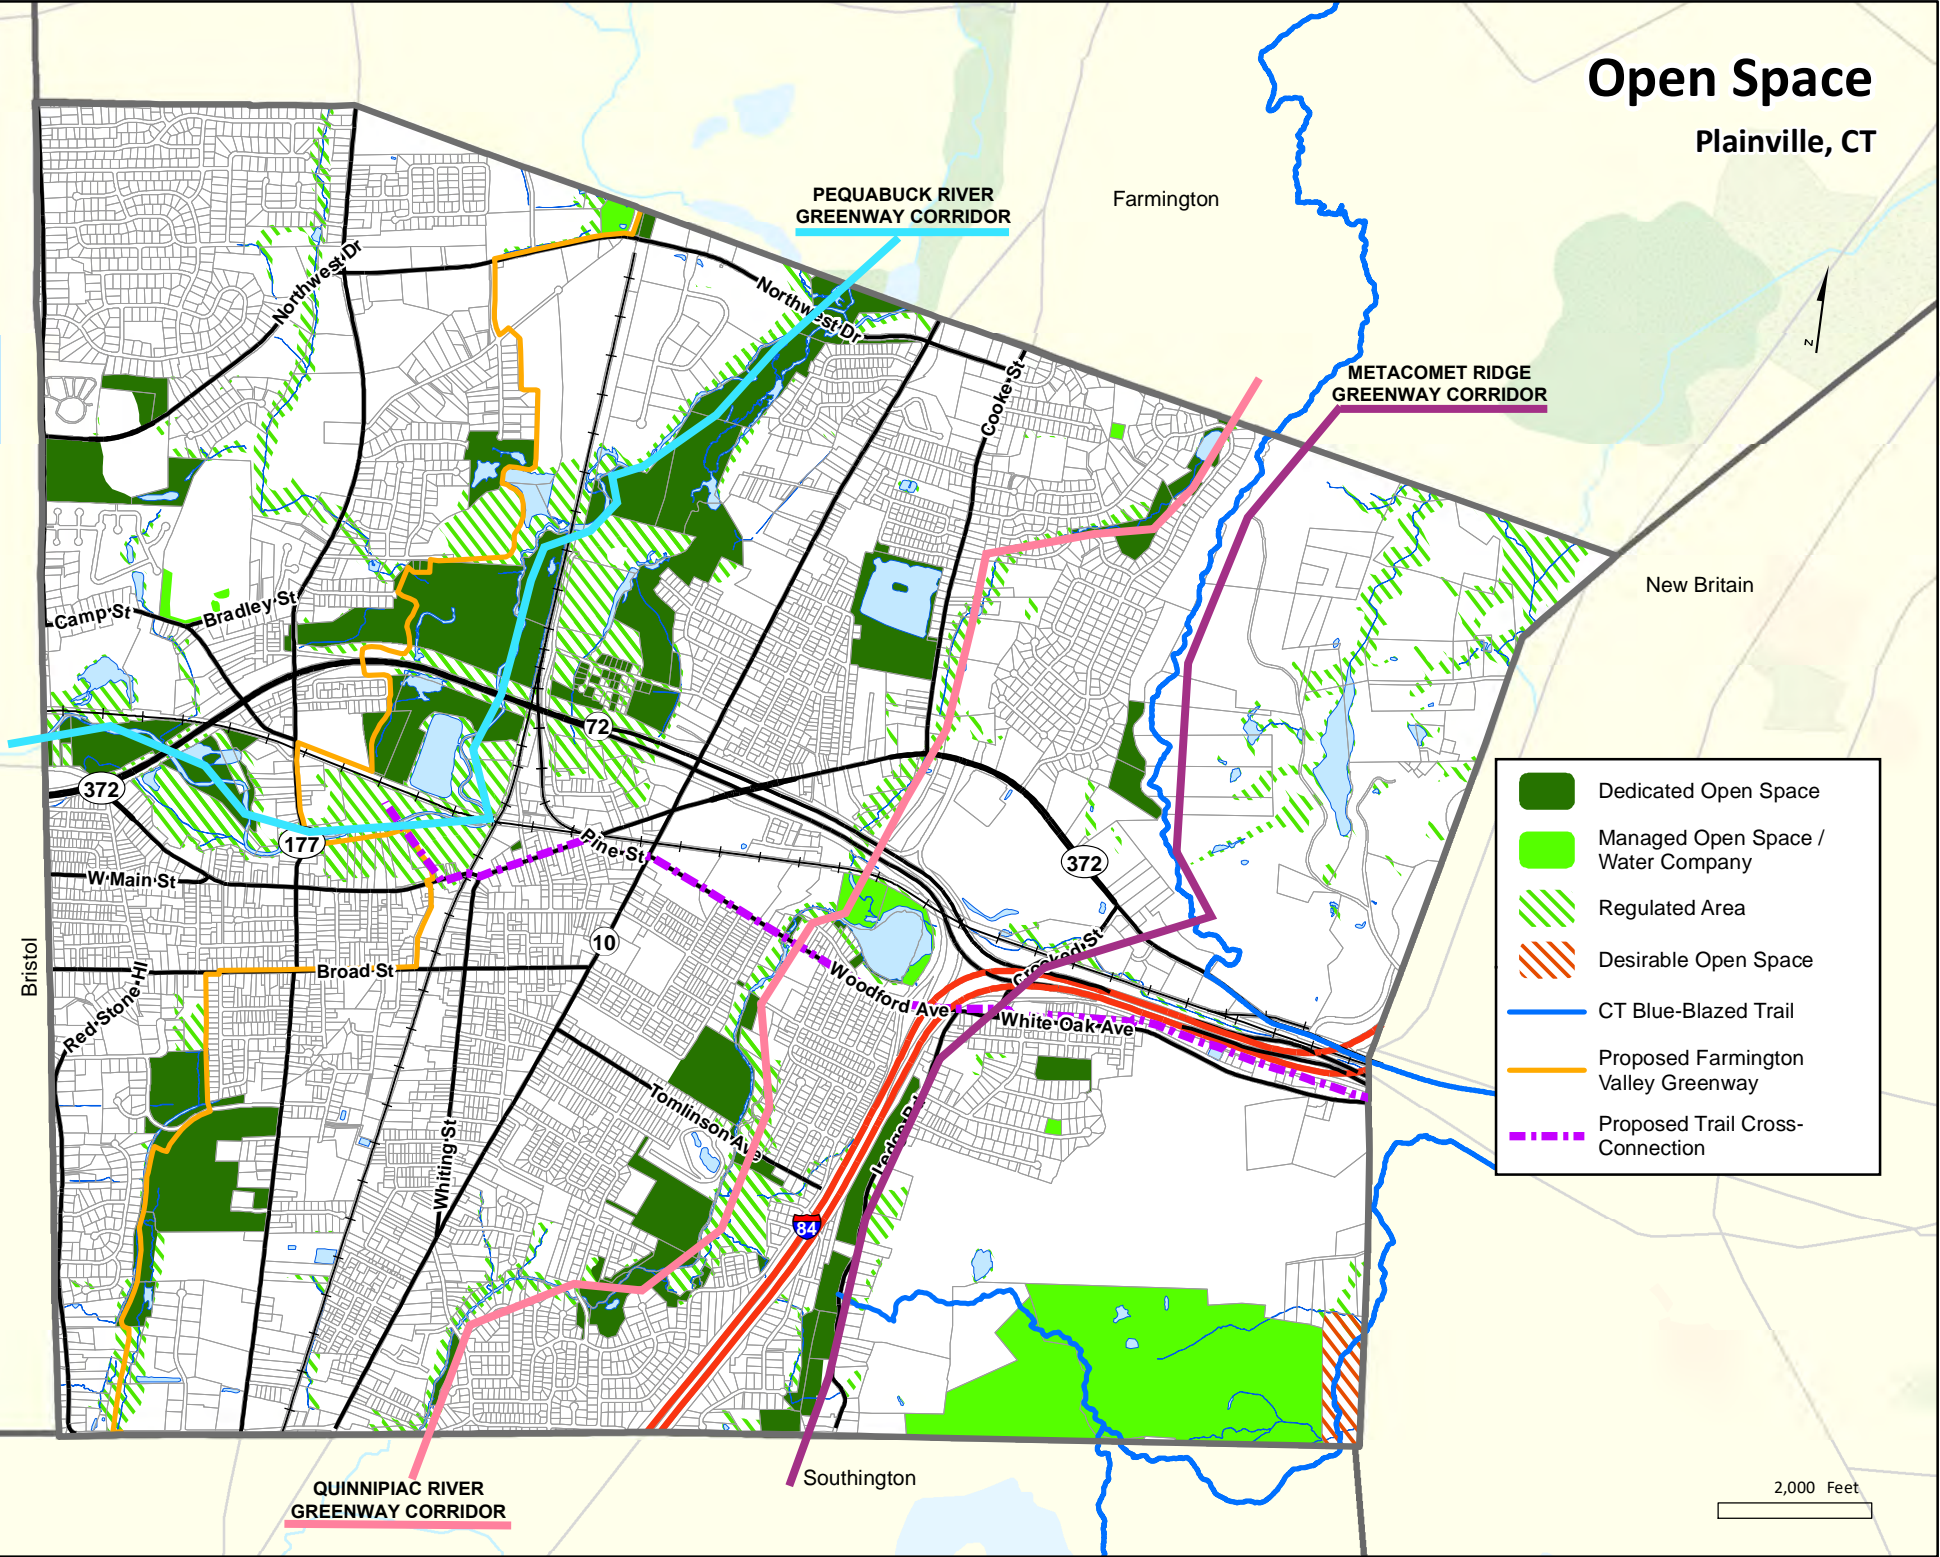 Open Space
Plainville, CT
PEQUABUCK RIVER
GREENWAY CORRIDOR
Farmington
Northwest Dr
Northwest Dr
z
METACOMET RIDGE
GREENWAY CORRIDOR
Cooke St
New Britain
Camp St
Bradley St
72
372
177
Pine St
372
W Main St
10
Bristol
Broad St
Red Stone Hl
Woodford Ave
Crooked St
White Oak Ave
Tomlinson Ave
Ledge Rd
Whiting St
84
Dedicated Open Space
Managed Open Space /
Water Company
Regulated Area
Desirable Open Space
CT Blue-Blazed Trail
Proposed Farmington
Valley Greenway
Proposed Trail Cross-
Connection
Southington
QUINNIPIAC RIVER
GREENWAY CORRIDOR
2,000 Feet